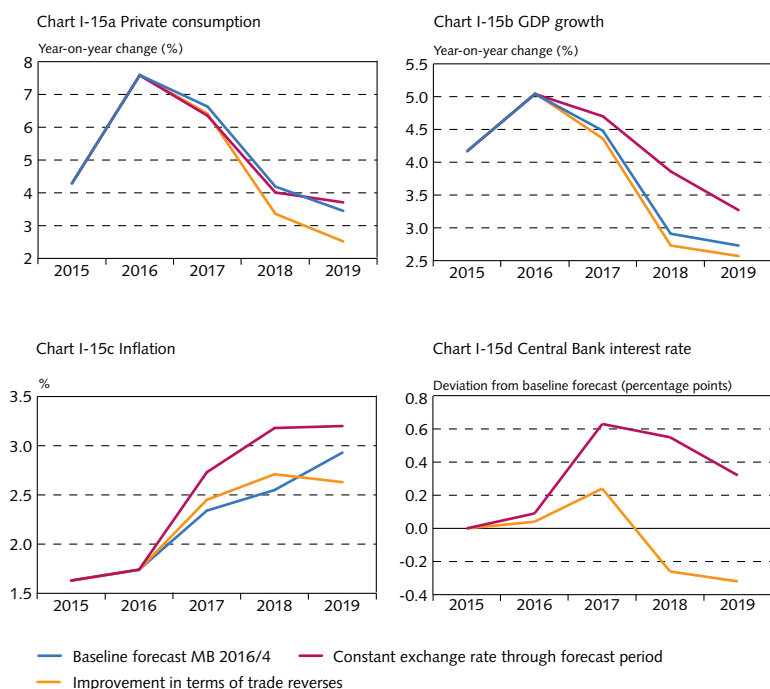 Chart I-15a Private consumption
Year-on-year change (%)
8
7
6
5
4
3
2
2015 2016 2017 2018 2019
Chart I-15b GDP growth
Year-on-year change (%)
5.5
5.0
4.5
4.0
3.5
3.0
2.5
2015 2016 2017 2018 2019
Chart I-15c Inflation
%
3.5
3.0
2.5
2.0
1.5
2015 2016 2017 2018 2019
Chart I-15d Central Bank interest rate
Deviation from baseline forecast (percentage points)
0.8
0.6
0.4
0.2
0.0
-0.2
-0.4
2015 2016 2017 2018 2019
Baseline forecast MB 2016/4
Constant exchange rate through forecast period
Improvement in terms of trade reverses